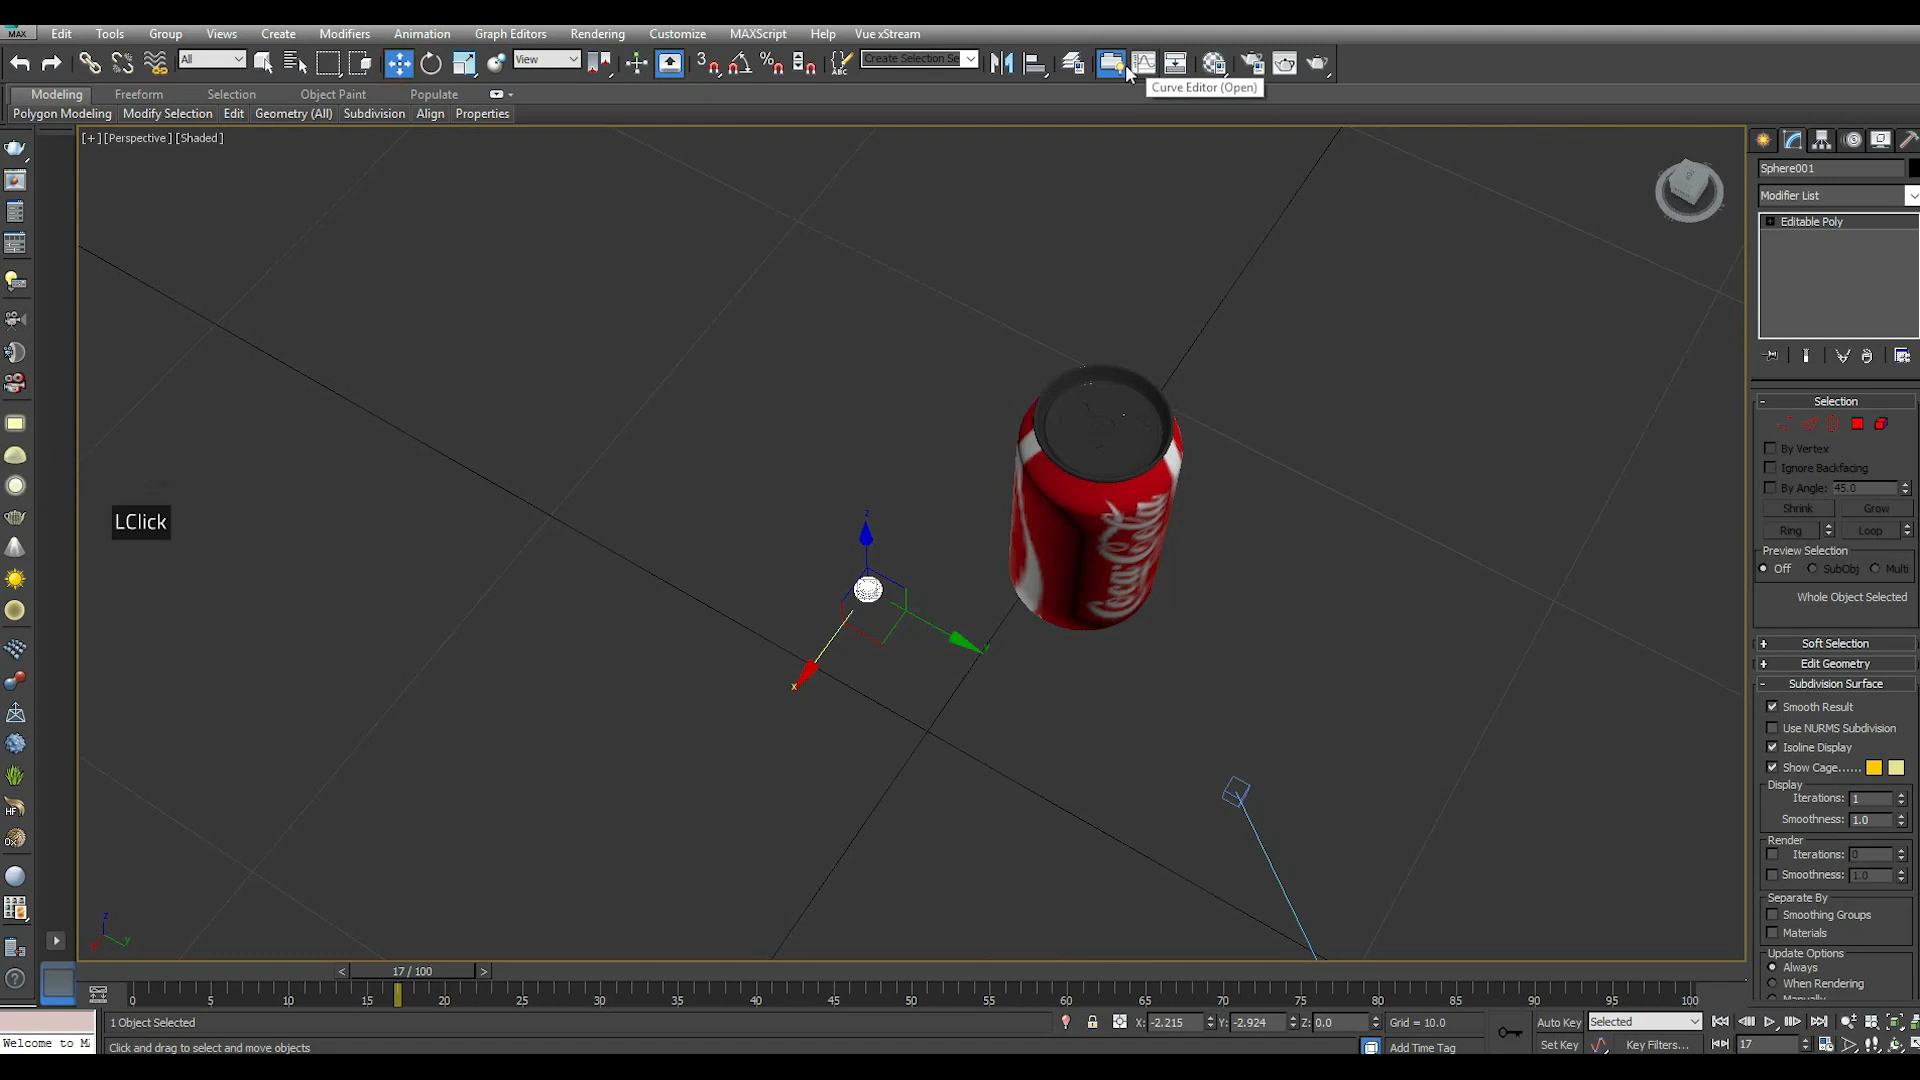 MAX Edit Tools Group Views Create Modifiers Animation Graph Editors Rendering Customize MAXScript Help Vue xStream
All View 3 ABC Create Selection Se
Curve Editor (Open)
Modeling Freeform Selection Object Paint Populate
Polygon Modeling Modify Selection Edit Geometry (All) Subdivision Align Properties
[+] [Perspective] [Shaded]
Sphere001
Modifier List
Editable Poly
Selection
By Vertex
Ignore Backfacing
By Angle: 45.0
Shrink Grow
Ring Loop
Preview Selection
Off SubObj Multi
Whole Object Selected
Soft Selection
Edit Geometry
Subdivision Surface
Smooth Result
Use NURMS Subdivision
Isoline Display
Show Cage......
Display
Iterations: 1
Smoothness: 1.0
Render
Iterations: 0
Smoothness: 1.0
Separate By
Smoothing Groups
Materials
Update Options
Always
When Rendering
Manually
LClick
Coca-Cola
z
y
x
z
y
HF
< 17 / 100 >
0 5 10 15 20 25 30 35 40 45 50 55 60 65 70 75 80 85 90 95 100
1 Object Selected X: -2.215 Y: -2.924 Z: 0.0 Grid = 10.0 Auto Key Selected
Welcome to Click and drag to select and move objects Add Time Tag Set Key Key Filters... 17